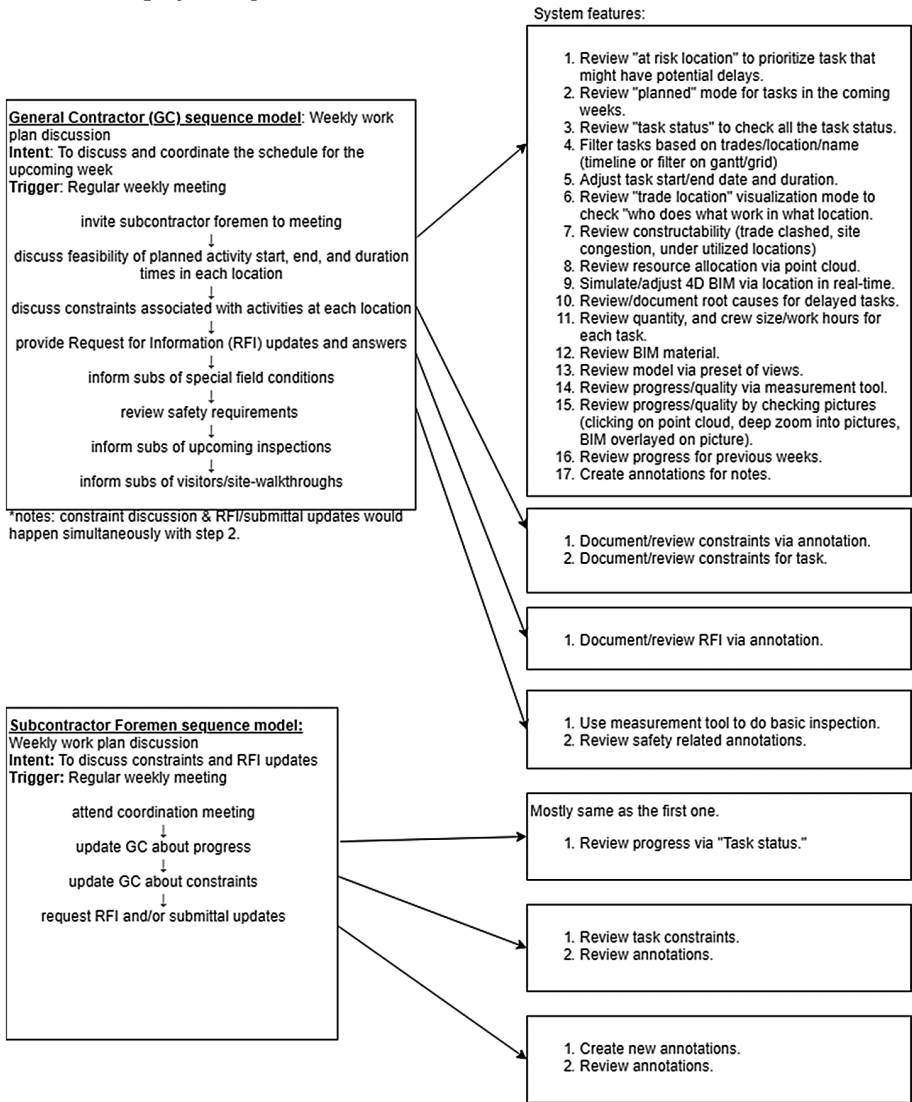 System features:
1. Review "at risk location" to prioritize task that
might have potential delays.
2. Review "planned" mode for tasks in the coming
weeks.
3. Review "task status" to check all the task status.
4. Filter tasks based on trades/location/name
(timeline or filter on gantt/grid)
5. Adjust task start/end date and duration.
6. Review "trade location" visualization mode to
check "who does what work in what location.
7. Review constructability (trade clashed, site
congestion, under utilized locations)
8. Review resource allocation via point cloud.
9. Simulate/adjust 4D BIM via location in real-time.
10. Review/document root causes for delayed tasks.
11. Review quantity, and crew size/work hours for
each task.
12. Review BIM material.
13. Review model via preset of views.
14. Review progress/quality via measurement tool.
15. Review progress/quality by checking pictures
(clicking on point cloud, deep zoom into pictures,
BIM overlayed on picture).
16. Review progress for previous weeks.
17. Create annotations for notes.
General Contractor (GC) sequence model: Weekly work
plan discussion
Intent: To discuss and coordinate the schedule for the
upcoming week
Trigger: Regular weekly meeting
invite subcontractor foremen to meeting
↓
discuss feasibility of planned activity start, end, and duration
times in each location
↓
discuss constraints associated with activities at each location
↓
provide Request for Information (RFI) updates and answers
↓
inform subs of special field conditions
↓
review safety requirements
↓
inform subs of upcoming inspections
↓
inform subs of visitors/site-walkthroughs
*notes: constraint discussion & RFI/submittal updates would
happen simultaneously with step 2.
1. Document/review constraints via annotation.
2. Document/review constraints for task.
1. Document/review RFI via annotation.
1. Use measurement tool to do basic inspection.
2. Review safety related annotations.
Subcontractor Foremen sequence model:
Weekly work plan discussion
Intent: To discuss constraints and RFI updates
Trigger: Regular weekly meeting
attend coordination meeting
↓
update GC about progress
↓
update GC about constraints
↓
request RFI and/or submittal updates
Mostly same as the first one.
1. Review progress via "Task status."
1. Review task constraints.
2. Review annotations.
1. Create new annotations.
2. Review annotations.